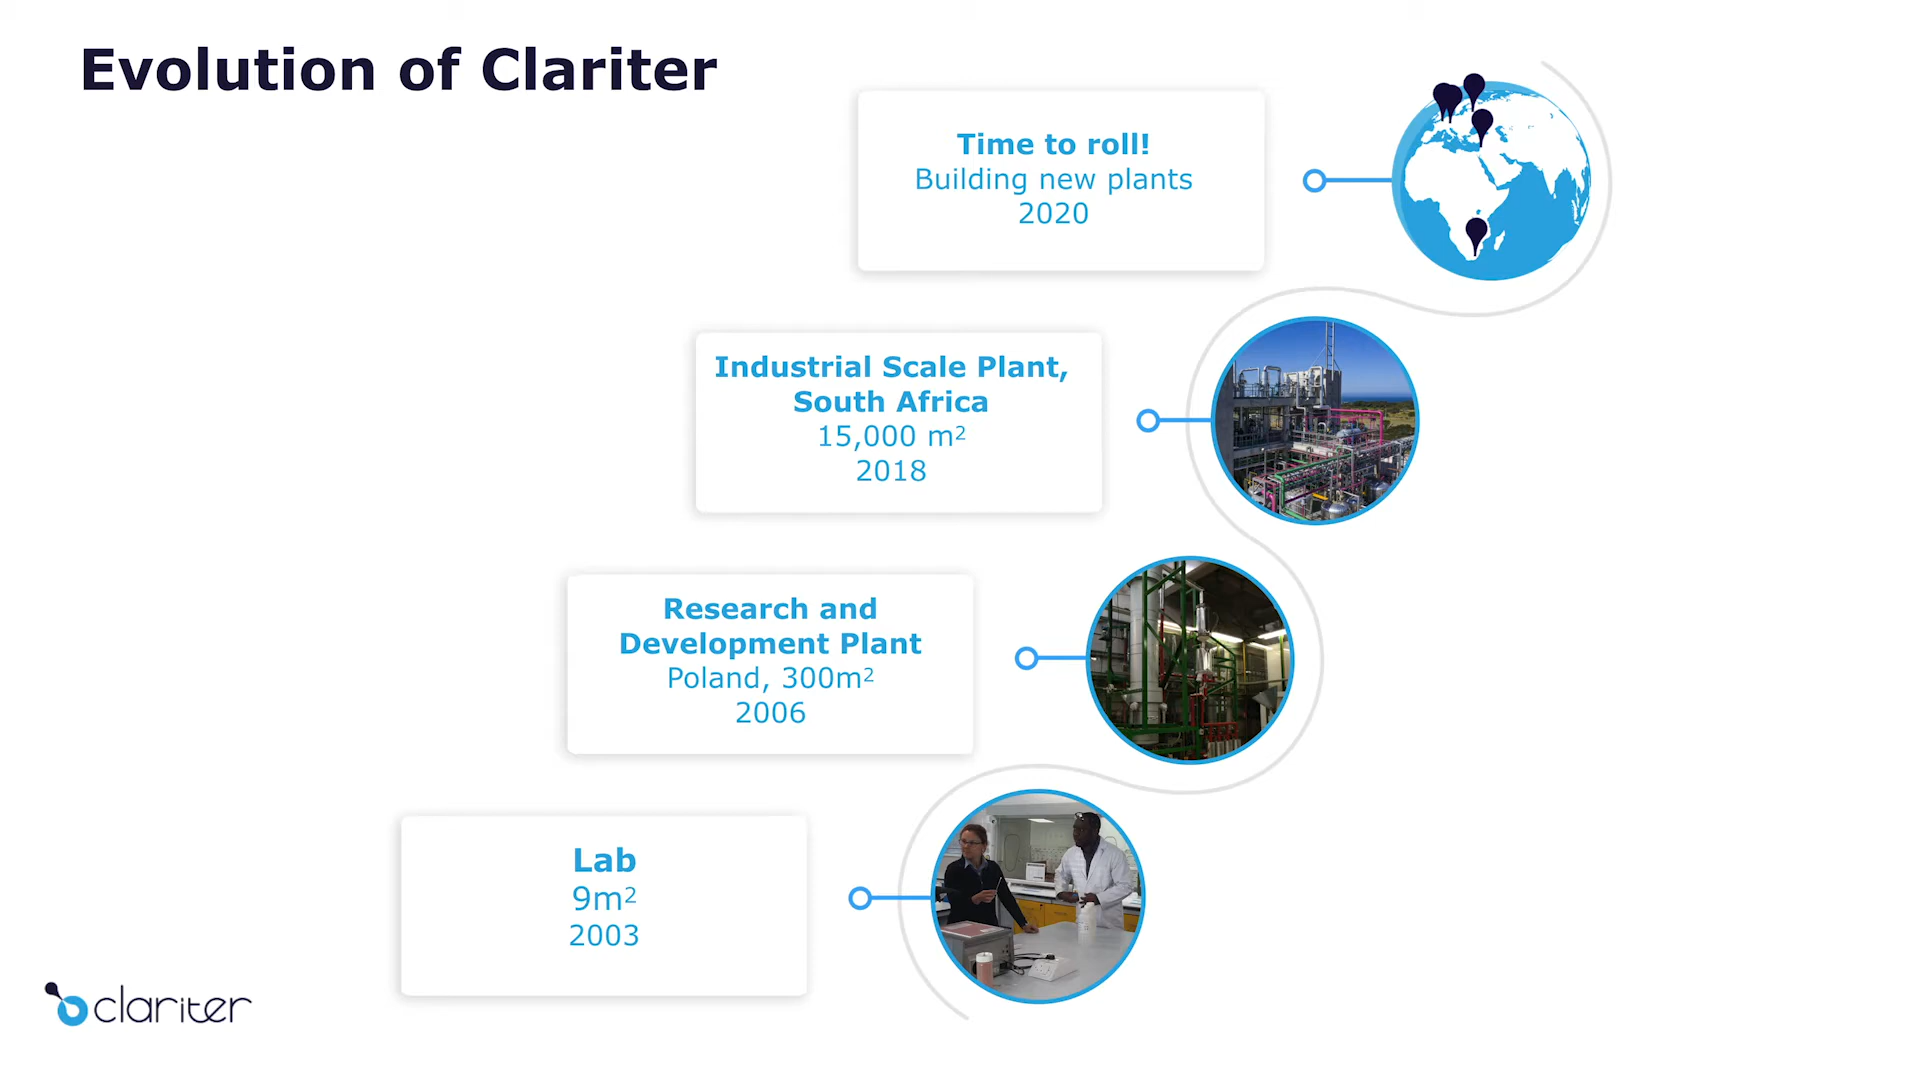 Evolution of Clariter
Time to roll!
Building new plants
2020
Industrial Scale Plant,
South Africa
15,000 m²
2018
Research and
Development Plant
Poland, 300m²
2006
Lab
9m²
2003
clariter